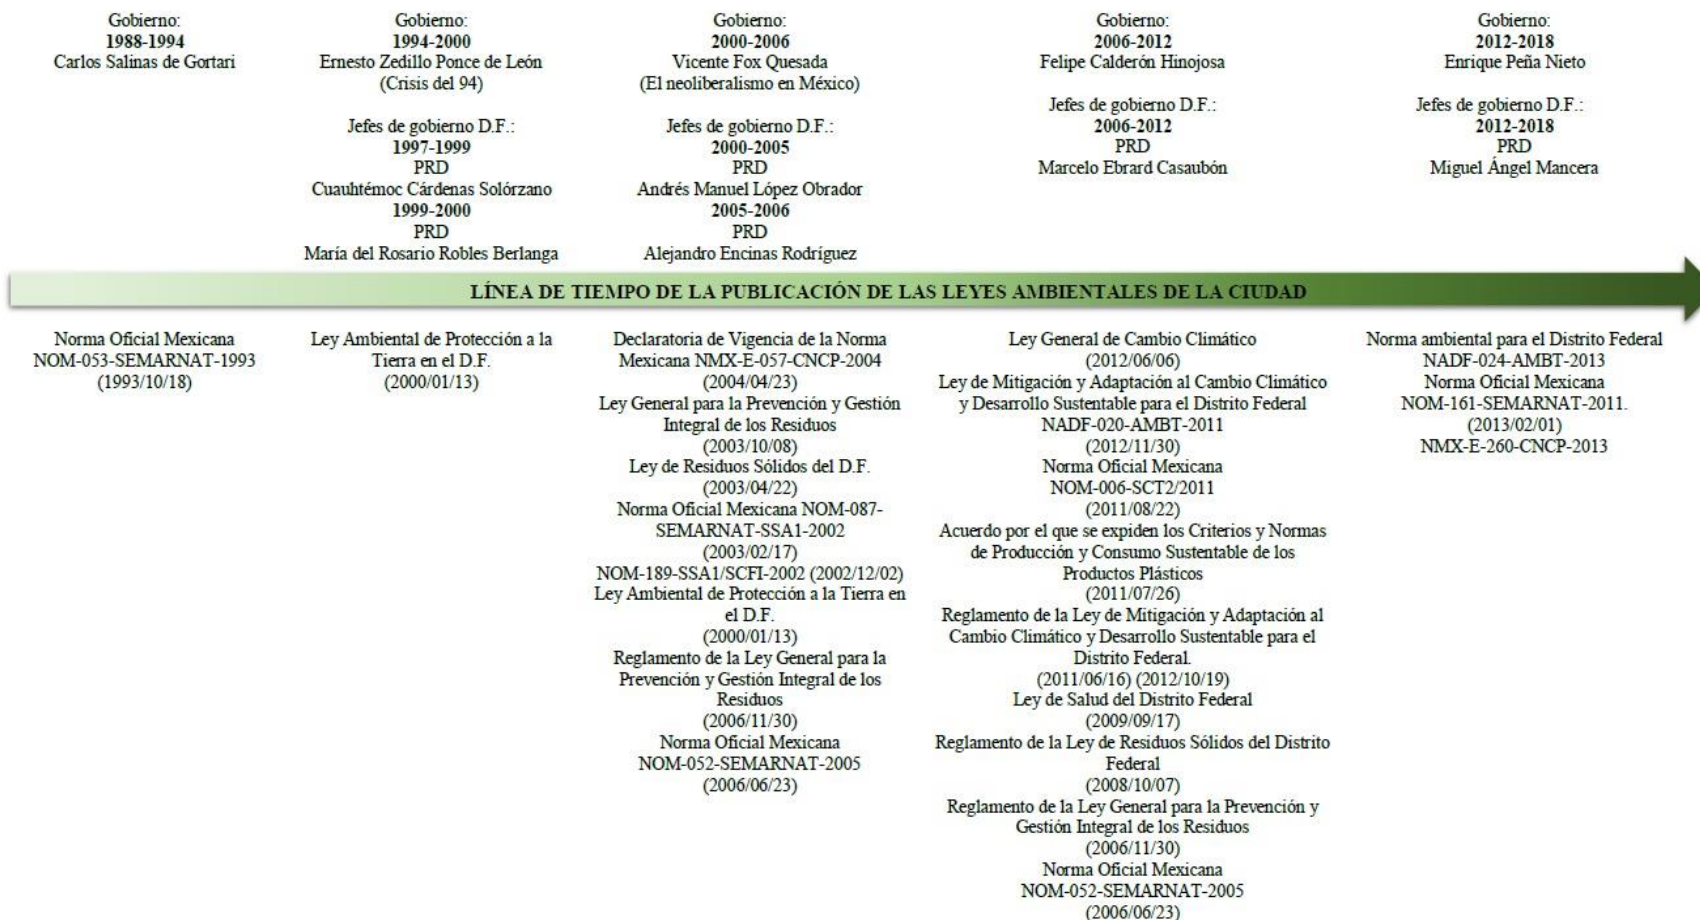 Gobierno:
1988-1994
Carlos Salinas de Gortari
Gobierno:
1994-2000
Ernesto Zedillo Ponce de León
(Crisis del 94)
Jefes de gobierno D.F.:
1997-1999
PRD
Cuauhtémoc Cárdenas Solórzano
1999-2000
PRD
María del Rosario Robles Berlanga
Gobierno:
2000-2006
Vicente Fox Quesada
(El neoliberalismo en México)
Jefes de gobierno D.F.:
2000-2005
PRD
Andrés Manuel López Obrador
2005-2006
PRD
Alejandro Encinas Rodríguez
Gobierno:
2006-2012
Felipe Calderón Hinojosa
Jefes de gobierno D.F.:
2006-2012
PRD
Marcelo Ebrard Casaubón
Gobierno:
2012-2018
Enrique Peña Nieto
Jefes de gobierno D.F.:
2012-2018
PRD
Miguel Ángel Mancera
LÍNEA DE TIEMPO DE LA PUBLICACIÓN DE LAS LEYES AMBIENTALES DE LA CIUDAD
Norma Oficial Mexicana
NOM-053-SEMARNAT-1993
(1993/10/18)
Ley Ambiental de Protección a la
Tierra en el D.F.
(2000/01/13)
Declaratoria de Vigencia de la Norma
Mexicana NMX-E-057-CNCP-2004
(2004/04/23)
Ley General para la Prevención y Gestión
Integral de los Residuos
(2003/10/08)
Ley de Residuos Sólidos del D.F.
(2003/04/22)
Norma Oficial Mexicana NOM-087-
SEMARNAT-SSA1-2002
(2003/02/17)
NOM-189-SSA1/SCFI-2002 (2002/12/02)
Ley Ambiental de Protección a la Tierra en
el D.F.
(2000/01/13)
Reglamento de la Ley General para la
Prevención y Gestión Integral de los
Residuos
(2006/11/30)
Norma Oficial Mexicana
NOM-052-SEMARNAT-2005
(2006/06/23)
Ley General de Cambio Climático
(2012/06/06)
Ley de Mitigación y Adaptación al Cambio Climático
y Desarrollo Sustentable para el Distrito Federal
NADF-020-AMBT-2011
(2012/11/30)
Norma Oficial Mexicana
NOM-006-SCT2/2011
(2011/08/22)
Acuerdo por el que se expiden los Criterios y Normas
de Producción y Consumo Sustentable de los
Productos Plásticos
(2011/07/26)
Reglamento de la Ley de Mitigación y Adaptación al
Cambio Climático y Desarrollo Sustentable para el
Distrito Federal.
(2011/06/16) (2012/10/19)
Ley de Salud del Distrito Federal
(2009/09/17)
Reglamento de la Ley de Residuos Sólidos del Distrito
Federal
(2008/10/07)
Reglamento de la Ley General para la Prevención y
Gestión Integral de los Residuos
(2006/11/30)
Norma Oficial Mexicana
NOM-052-SEMARNAT-2005
(2006/06/23)
Norma ambiental para el Distrito Federal
NADF-024-AMBT-2013
Norma Oficial Mexicana
NOM-161-SEMARNAT-2011.
(2013/02/01)
NMX-E-260-CNCP-2013